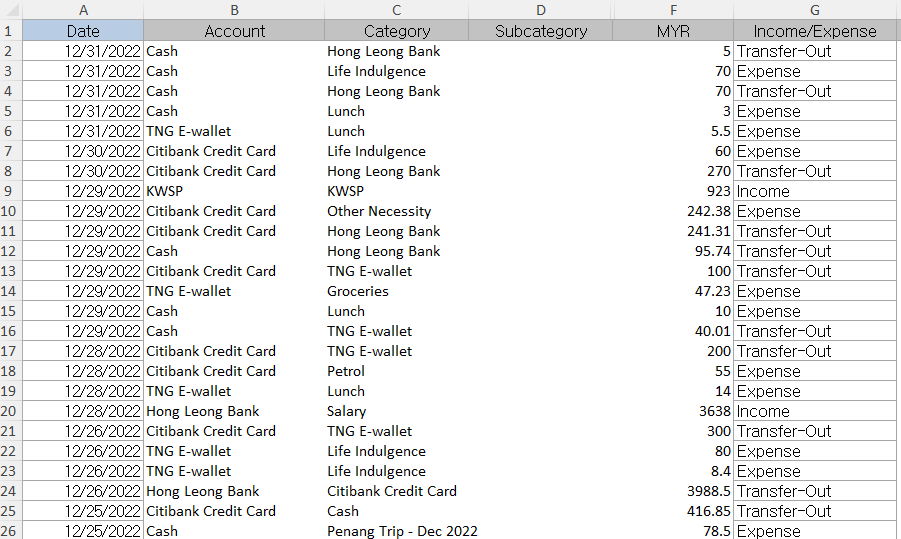 A B C D F G
1 Date Account Category Subcategory MYR Income/Expense
2 12/31/2022 Cash Hong Leong Bank 5 Transfer-Out
3 12/31/2022 Cash Life Indulgence 70 Expense
4 12/31/2022 Cash Hong Leong Bank 70 Transfer-Out
5 12/31/2022 Cash Lunch 3 Expense
6 12/31/2022 TNG E-wallet Lunch 5.5 Expense
7 12/30/2022 Citibank Credit Card Life Indulgence 60 Expense
8 12/30/2022 Citibank Credit Card Hong Leong Bank 270 Transfer-Out
9 12/29/2022 KWSP KWSP 923 Income
10 12/29/2022 Citibank Credit Card Other Necessity 242.38 Expense
11 12/29/2022 Citibank Credit Card Hong Leong Bank 241.31 Transfer-Out
12 12/29/2022 Cash Hong Leong Bank 95.74 Transfer-Out
13 12/29/2022 Citibank Credit Card TNG E-wallet 100 Transfer-Out
14 12/29/2022 TNG E-wallet Groceries 47.23 Expense
15 12/29/2022 Cash Lunch 10 Expense
16 12/29/2022 Cash TNG E-wallet 40.01 Transfer-Out
17 12/28/2022 Citibank Credit Card TNG E-wallet 200 Transfer-Out
18 12/28/2022 Citibank Credit Card Petrol 55 Expense
19 12/28/2022 TNG E-wallet Lunch 14 Expense
20 12/28/2022 Hong Leong Bank Salary 3638 Income
21 12/26/2022 Citibank Credit Card TNG E-wallet 300 Transfer-Out
22 12/26/2022 TNG E-wallet Life Indulgence 80 Expense
23 12/26/2022 TNG E-wallet Life Indulgence 8.4 Expense
24 12/26/2022 Hong Leong Bank Citibank Credit Card 3988.5 Transfer-Out
25 12/25/2022 Citibank Credit Card Cash 416.85 Transfer-Out
26 12/25/2022 Cash Penang Trip - Dec 2022 78.5 Expense